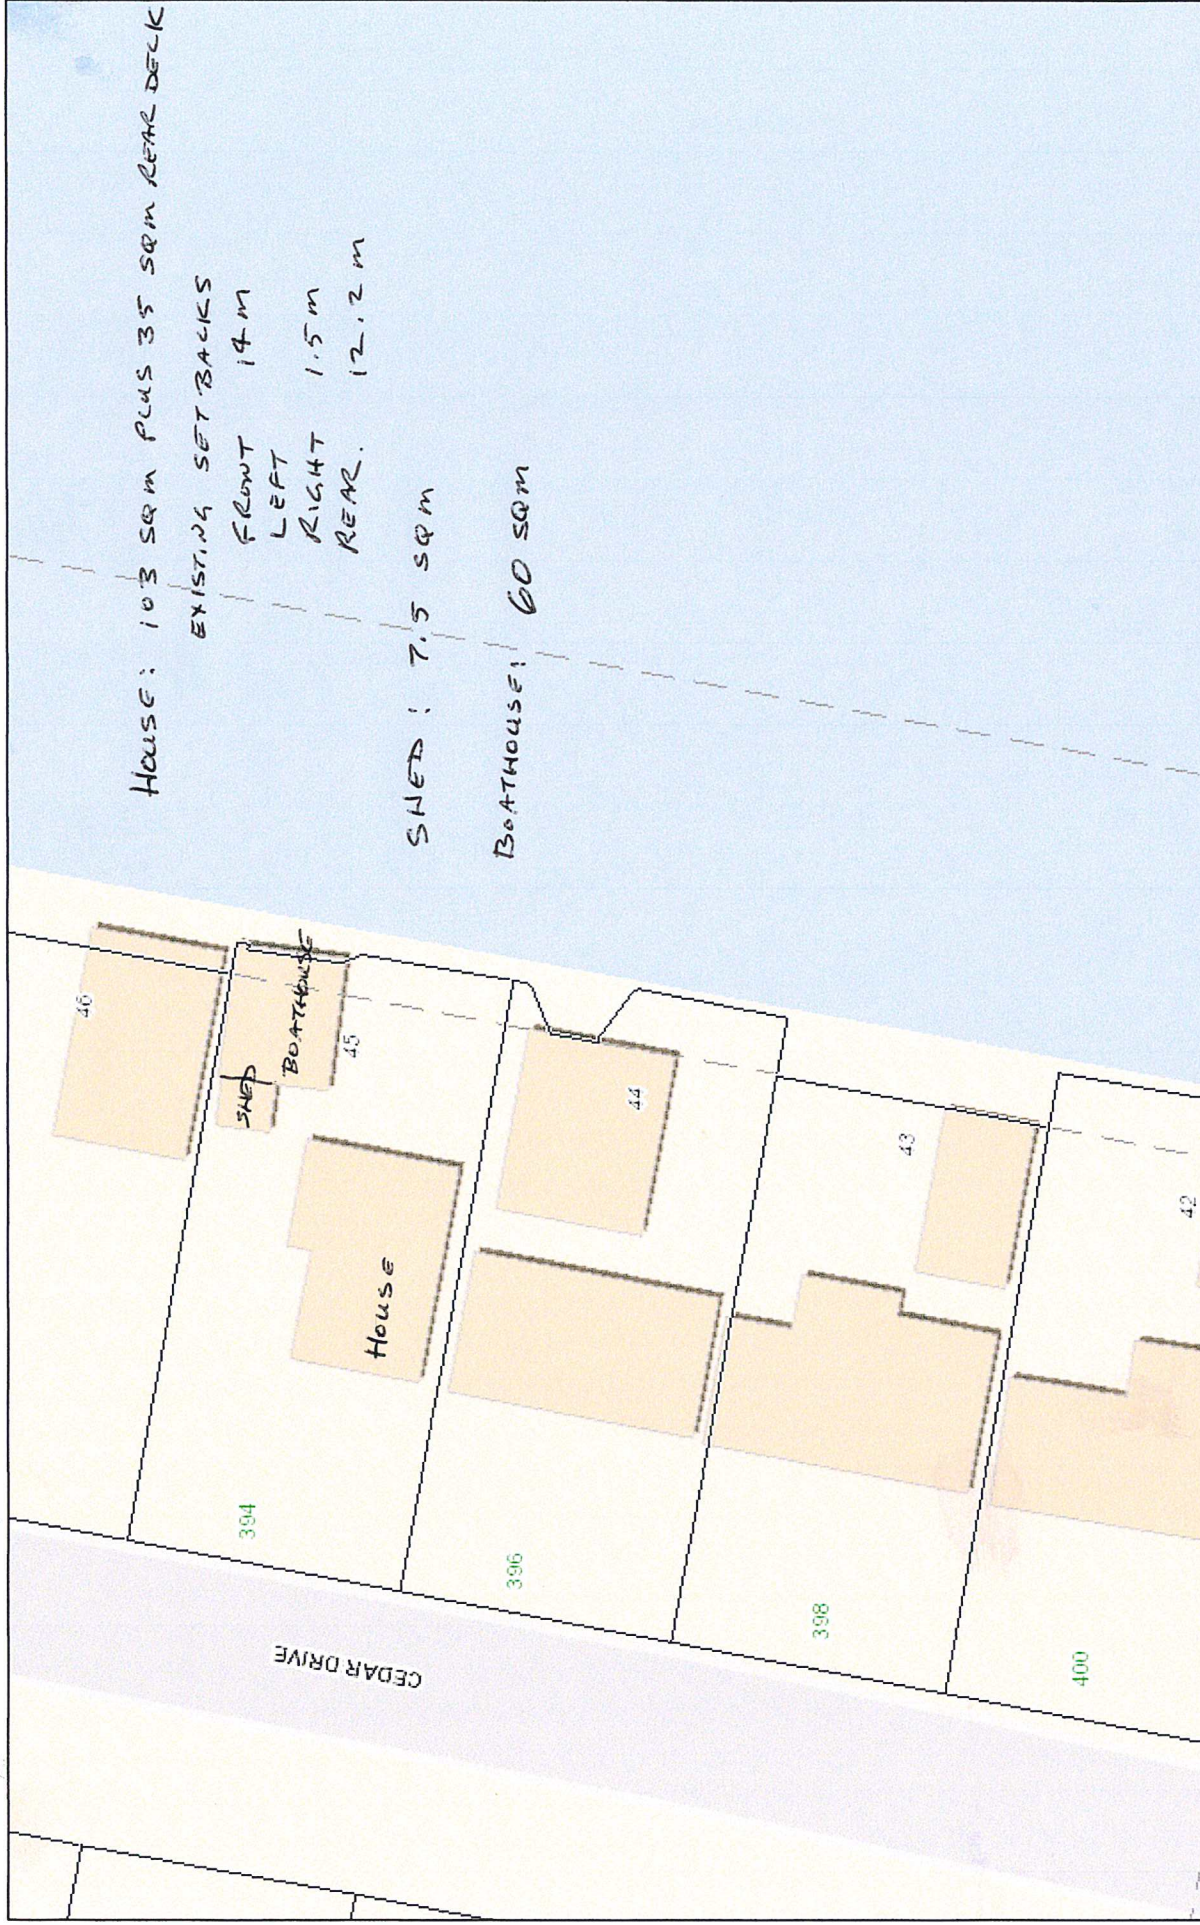 HOUSE: 103 SQM PLUS 35 SQM REAR DECK
EXISTING SET BACKS
FRONT 14 M
LEFT
RIGHT 1.5 M
REAR. 12.2 M
SHED : 7.5 SQM
BOATHOUSE: 60 SQM
46
SHED
BOATHOUSE
45
HOUSE
44
43
42
394
396
398
400
CEDAR DRIVE